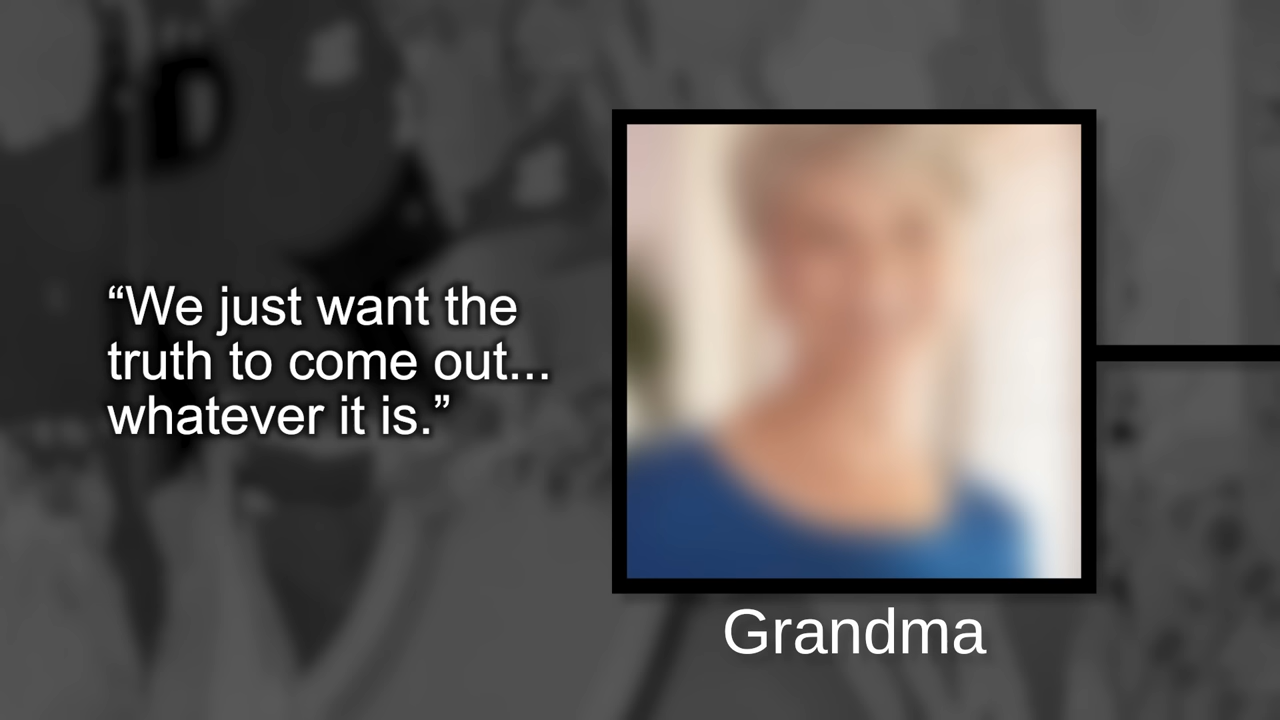 “We just want the
truth to come out...
whatever it is.”
Grandma